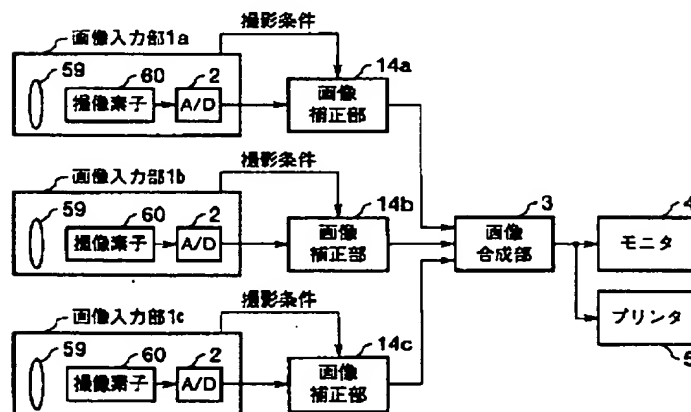 画像入力部1a
撮影条件
59
60
2
14a
撮像素子
A/D
画像
補正部
画像入力部1b
撮影条件
59
60
2
14b
撮像素子
A/D
画像
補正部
3
画像
合成部
4
モニタ
プリンタ
5
画像入力部1c
撮影条件
59
60
2
14c
撮像素子
A/D
画像
補正部